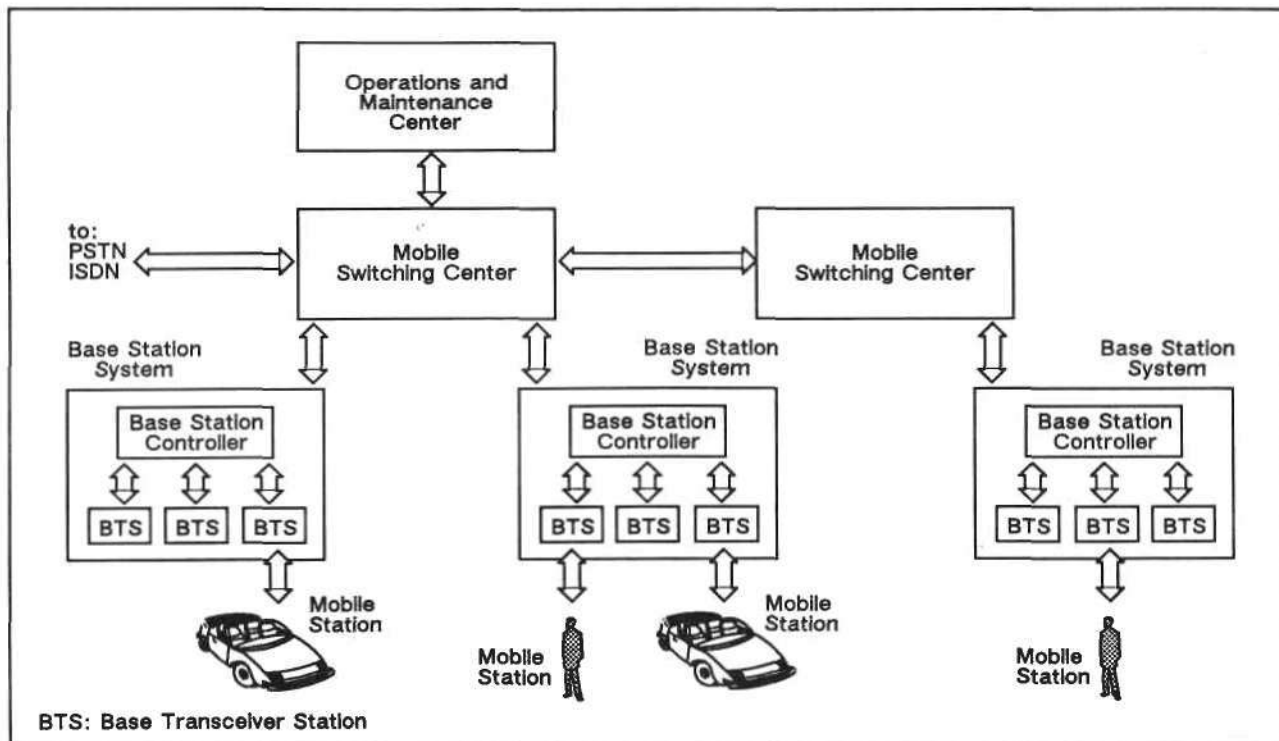 Operations and
Maintenance
Center
to:
PSTN
ISDN
Mobile
Switching Center
Mobile
Switching Center
Base Station
System
Base Station
System
Base Station
System
Base Station
Controller
Base Station
Controller
Base Station
Controller
BTS
BTS
BTS
BTS
BTS
BTS
BTS
BTS
BTS
Mobile
Station
Mobile
Station
Mobile
Station
Mobile
Station
BTS: Base Transceiver Station